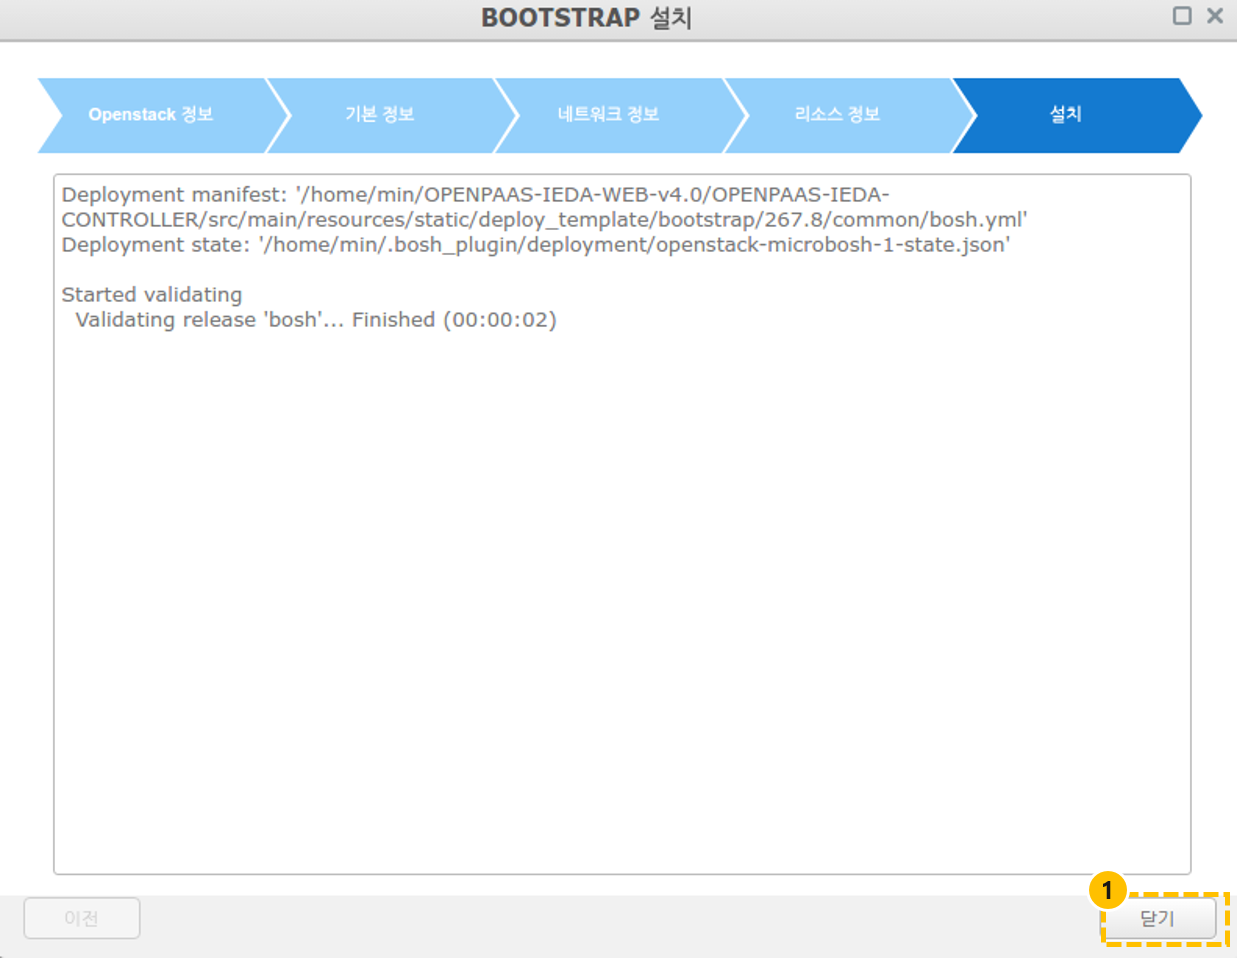 BOOTSTRAP 설치
Openstack 정보
기본 정보
네트워크 정보
리소스 정보
설치
Deployment manifest: '/home/min/OPENPAAS-IEDA-WEB-v4.0/OPENPAAS-IEDA-
CONTROLLER/src/main/resources/static/deploy_template/bootstrap/267.8/common/bosh.yml'
Deployment state: '/home/min/.bosh_plugin/deployment/openstack-microbosh-1-state.json'
Started validating
Validating release 'bosh'... Finished (00:00:02)
이전
1
닫기